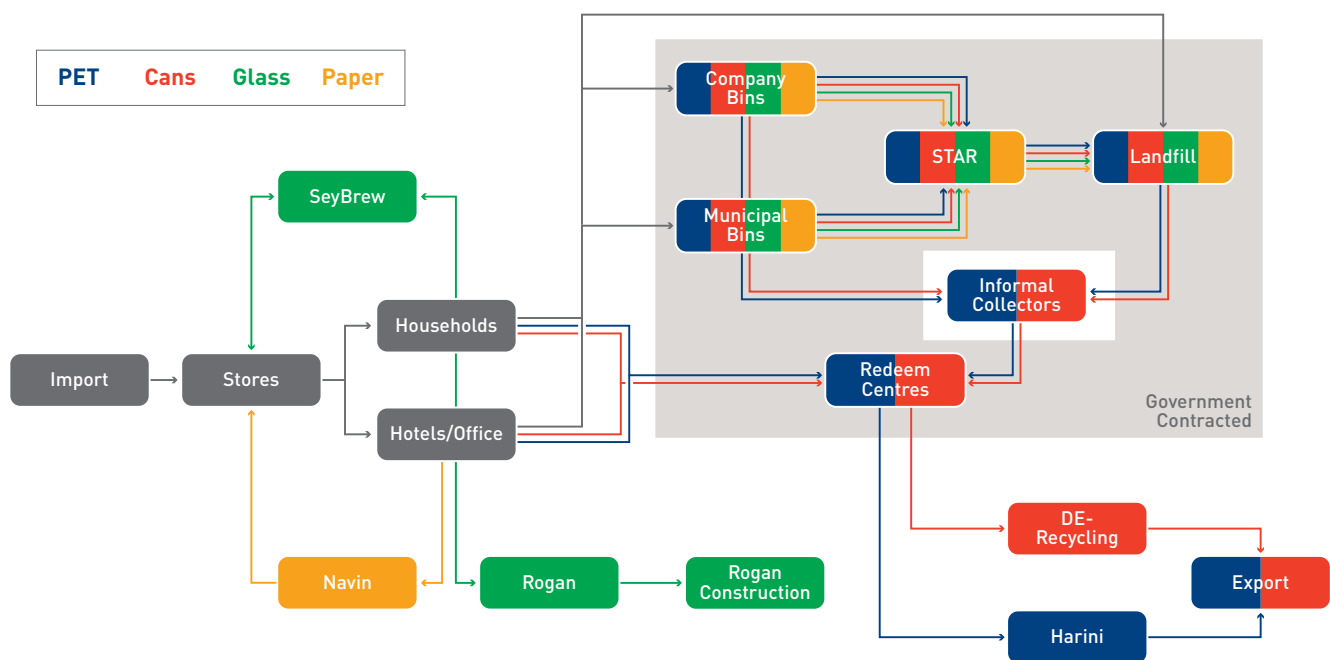 PET Cans Glass Paper
Company
Bins
STAR
Landfill
SeyBrew
Municipal
Bins
Informal
Collectors
Households
Import
Stores
Redeem
Centres
Hotels/Office
Government
Contracted
DE-
Recycling
Navin
Rogan
Rogan
Construction
Export
Harini